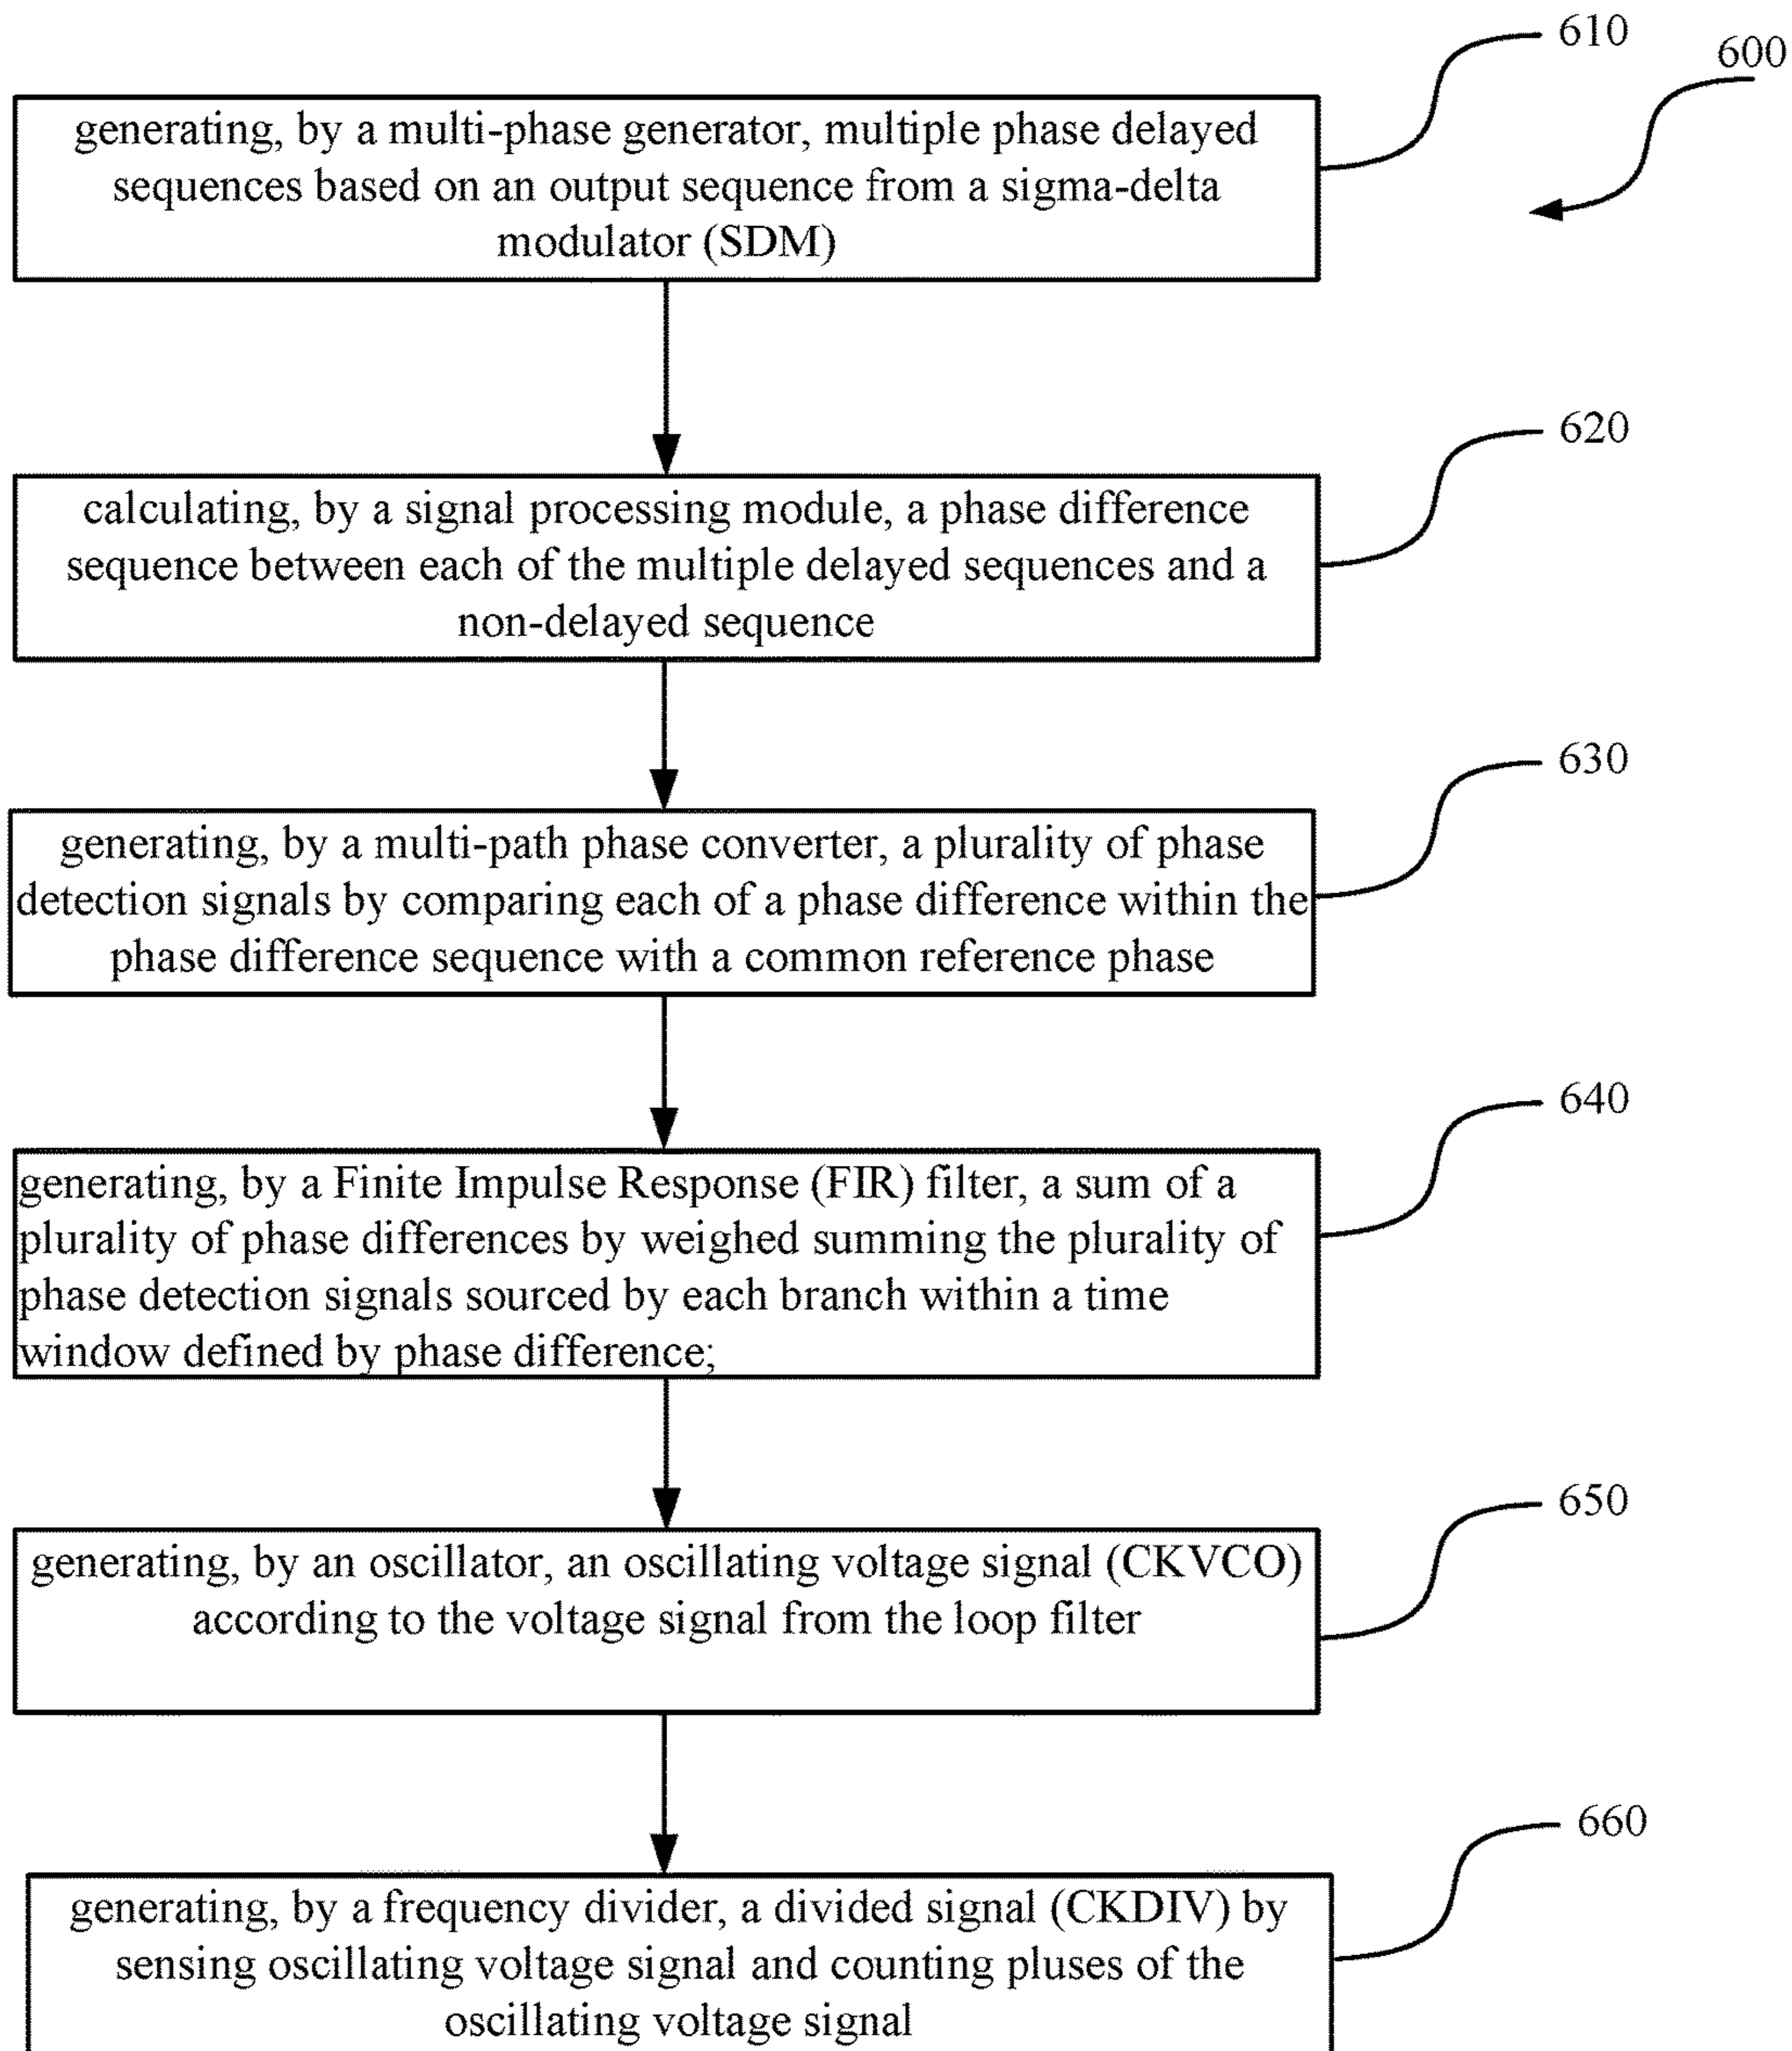 610
600
generating, by a multi-phase generator, multiple phase delayed
sequences based on an output sequence from a sigma-delta
modulator (SDM)
620
calculating, by a signal processing module, a phase difference
sequence between each of the multiple delayed sequences and a
non-delayed sequence
630
generating, by a multi-path phase converter, a plurality of phase
detection signals by comparing each of a phase difference within the
phase difference sequence with a common reference phase
640
generating, by a Finite Impulse Response (FIR) filter, a sum of a
plurality of phase differences by weighed summing the plurality of
phase detection signals sourced by each branch within a time
window defined by phase difference;
650
generating, by an oscillator, an oscillating voltage signal (CKVCO)
according to the voltage signal from the loop filter
660
generating, by a frequency divider, a divided signal (CKDIV) by
sensing oscillating voltage signal and counting pluses of the
oscillating voltage signal